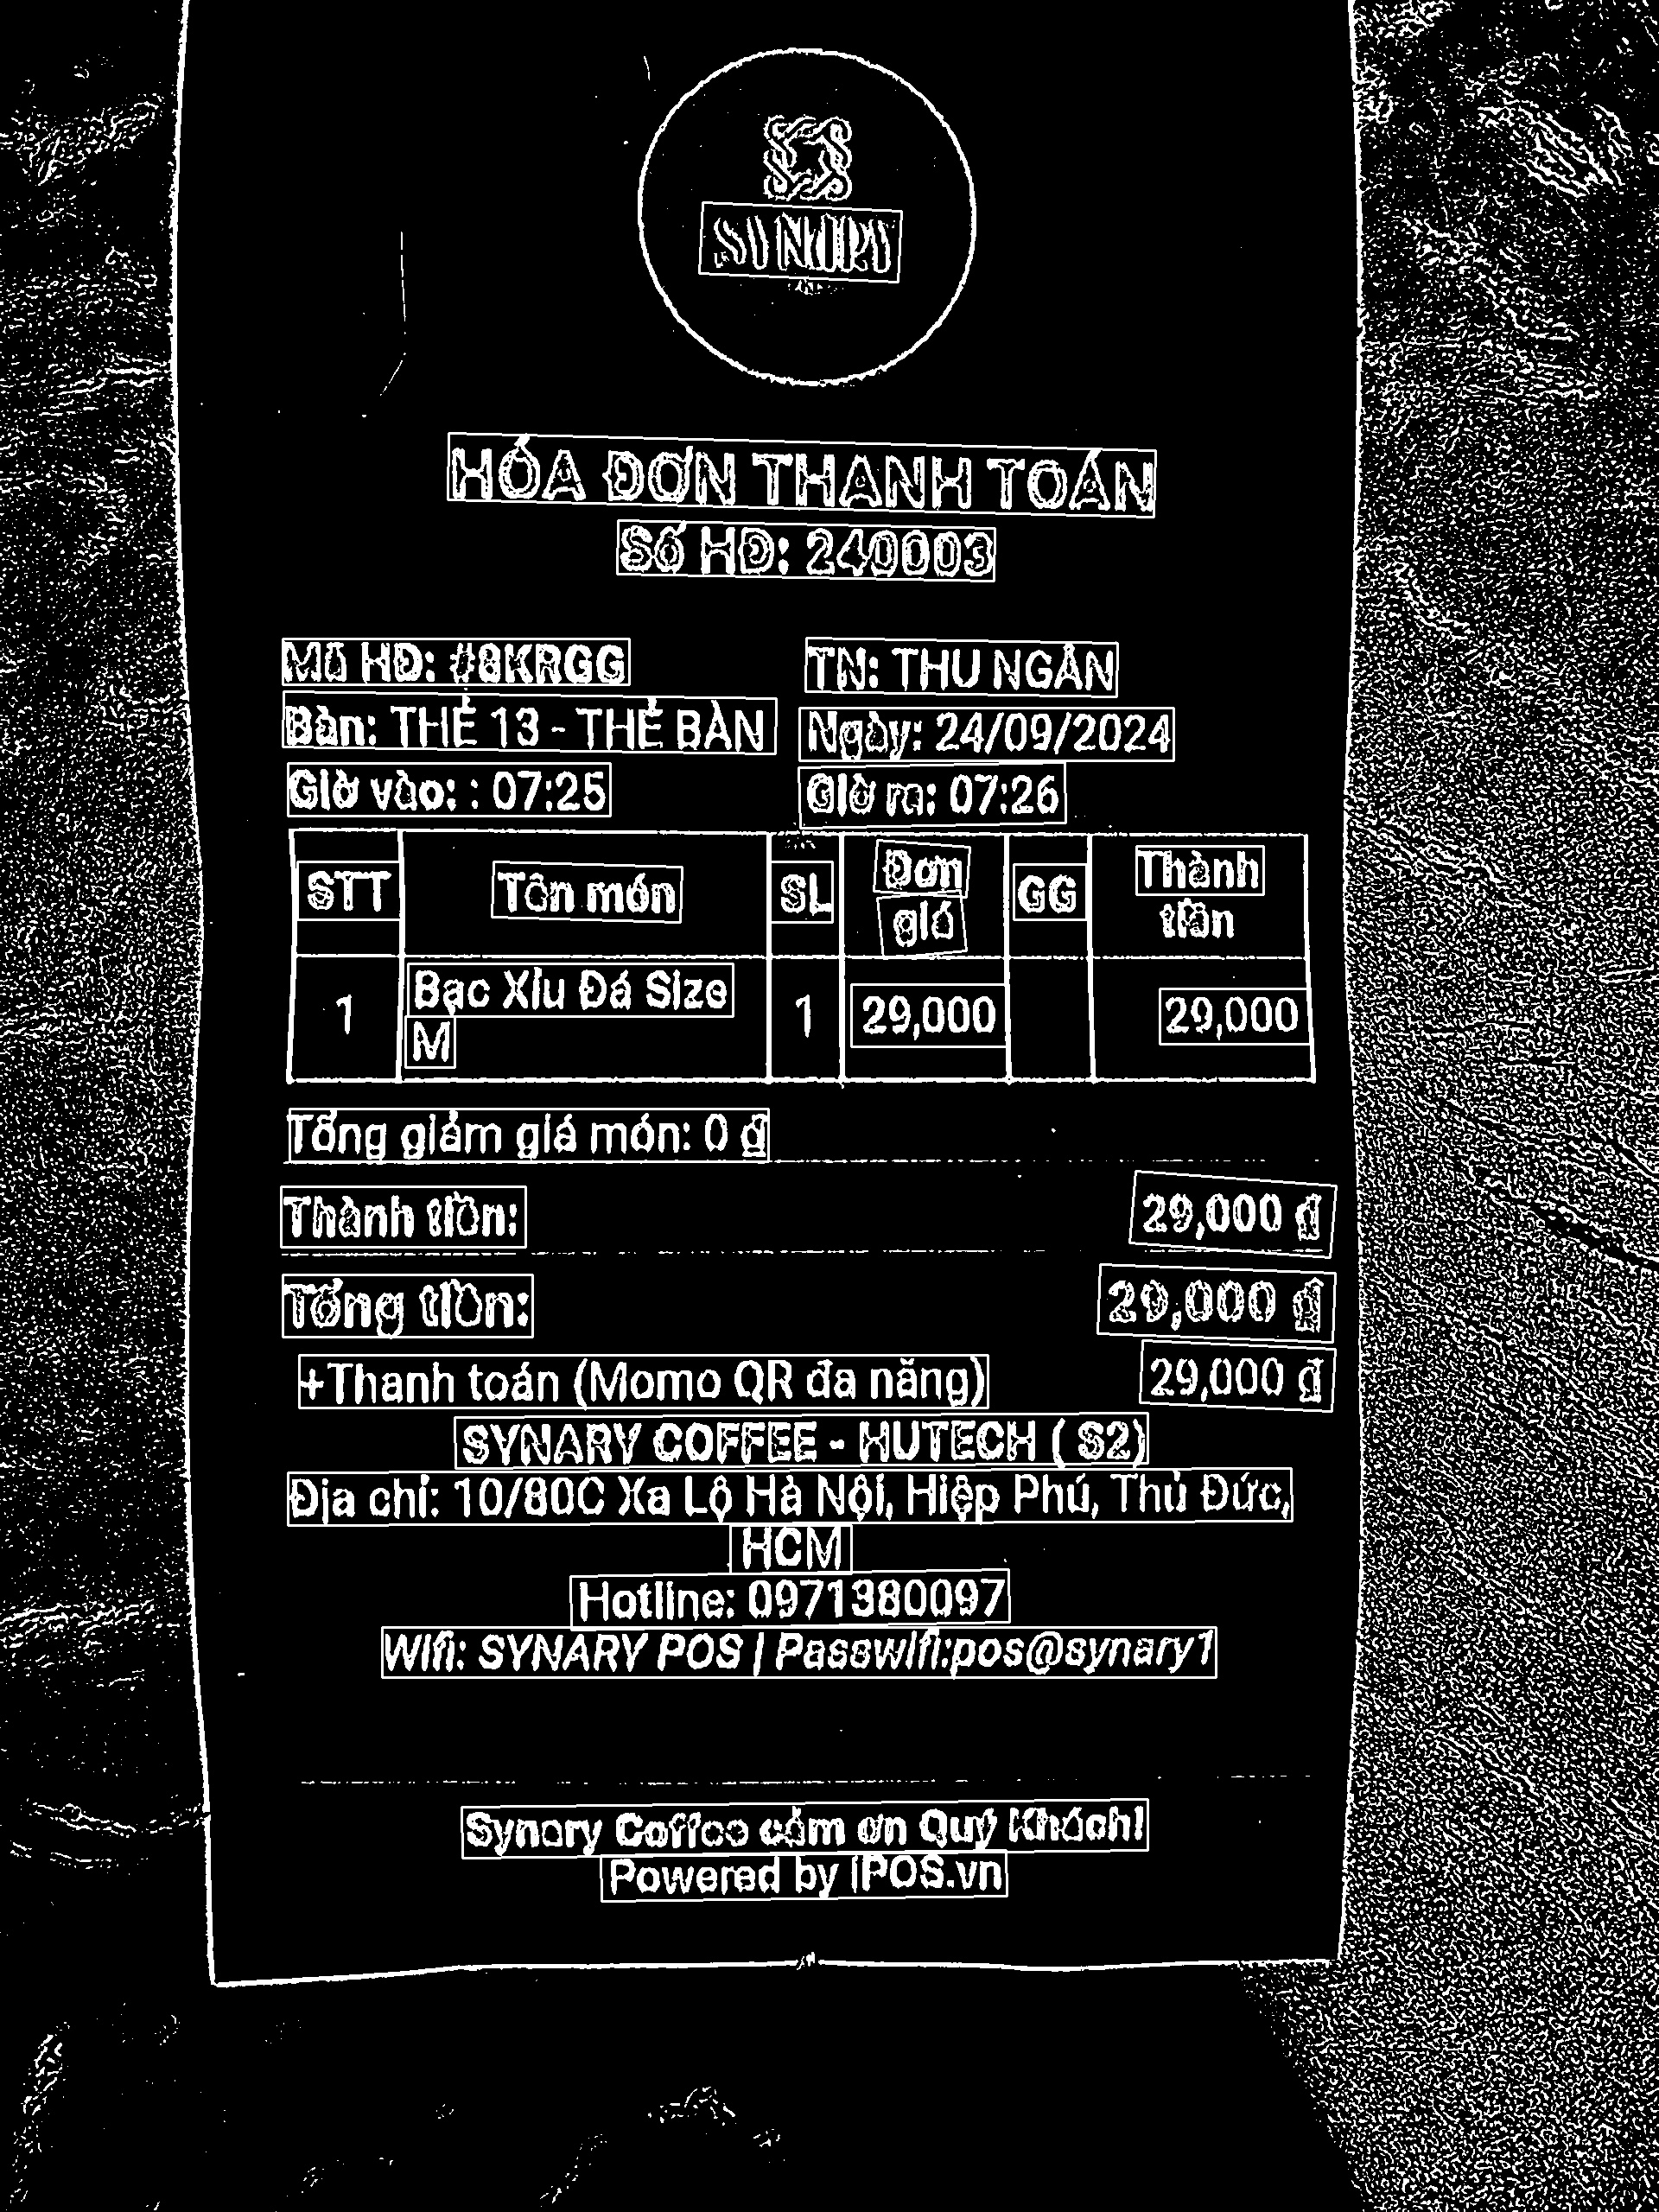 SYNARY
HÓA ĐƠN THANH TOÁN
Số HĐ: 240003
Mã HĐ: #8KRGG
TN: THU NGÂN
Bàn: THẺ 13 - THẺ BÀN
Ngày: 24/09/2024
Giờ vào: : 07:25
Giờ ra: 07:26
STT Tên món SL Đơn giá GG Thành tiền
1 Bạc Xỉu Đá Size M 1 29,000 29,000
Tổng giảm giá món: 0 ₫
Thành tiền: 29,000 ₫
Tổng tiền: 29,000 ₫
+Thanh toán (Momo QR đa năng) 29,000 ₫
SYNARY COFFEE - HUTECH ( S2)
Địa chỉ: 10/80C Xa Lộ Hà Nội, Hiệp Phú, Thủ Đức,
HCM
Hotline: 0971380097
Wifi: SYNARY POS | Passwifi:pos@synary1
Synary Coffee cảm ơn Quý Khách!
Powered by iPOS.vn